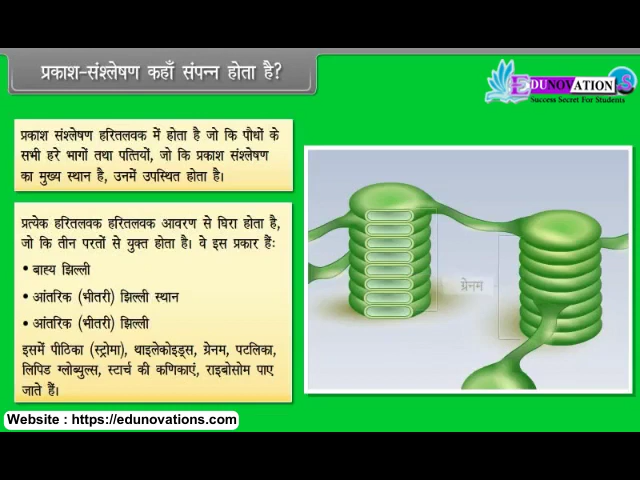 प्रकाश-संश्लेषण कहाँ संपन्न होता है?
EDUNOVATIONS
Success Secret For Students
प्रकाश संश्लेषण हरितलवक में होता है जो कि पौधों के
सभी हरे भागों तथा पत्तियों, जो कि प्रकाश संश्लेषण
का मुख्य स्थान है, उनमें उपस्थित होता है।
प्रत्येक हरितलवक हरितलवक आवरण से घिरा होता है,
जो कि तीन परतों से युक्त होता है। वे इस प्रकार हैं:
• बाह्य झिल्ली
• आंतरिक (भीतरी) झिल्ली स्थान
• आंतरिक (भीतरी) झिल्ली
इसमें पीठिका (स्ट्रोमा), थाइलेकोइड्स, ग्रेनम, पटलिका,
लिपिड ग्लोब्युल्स, स्टार्च की कणिकाएं, राइबोसोम पाए
जाते हैं।
ग्रेनम
Website : https://edunovations.com